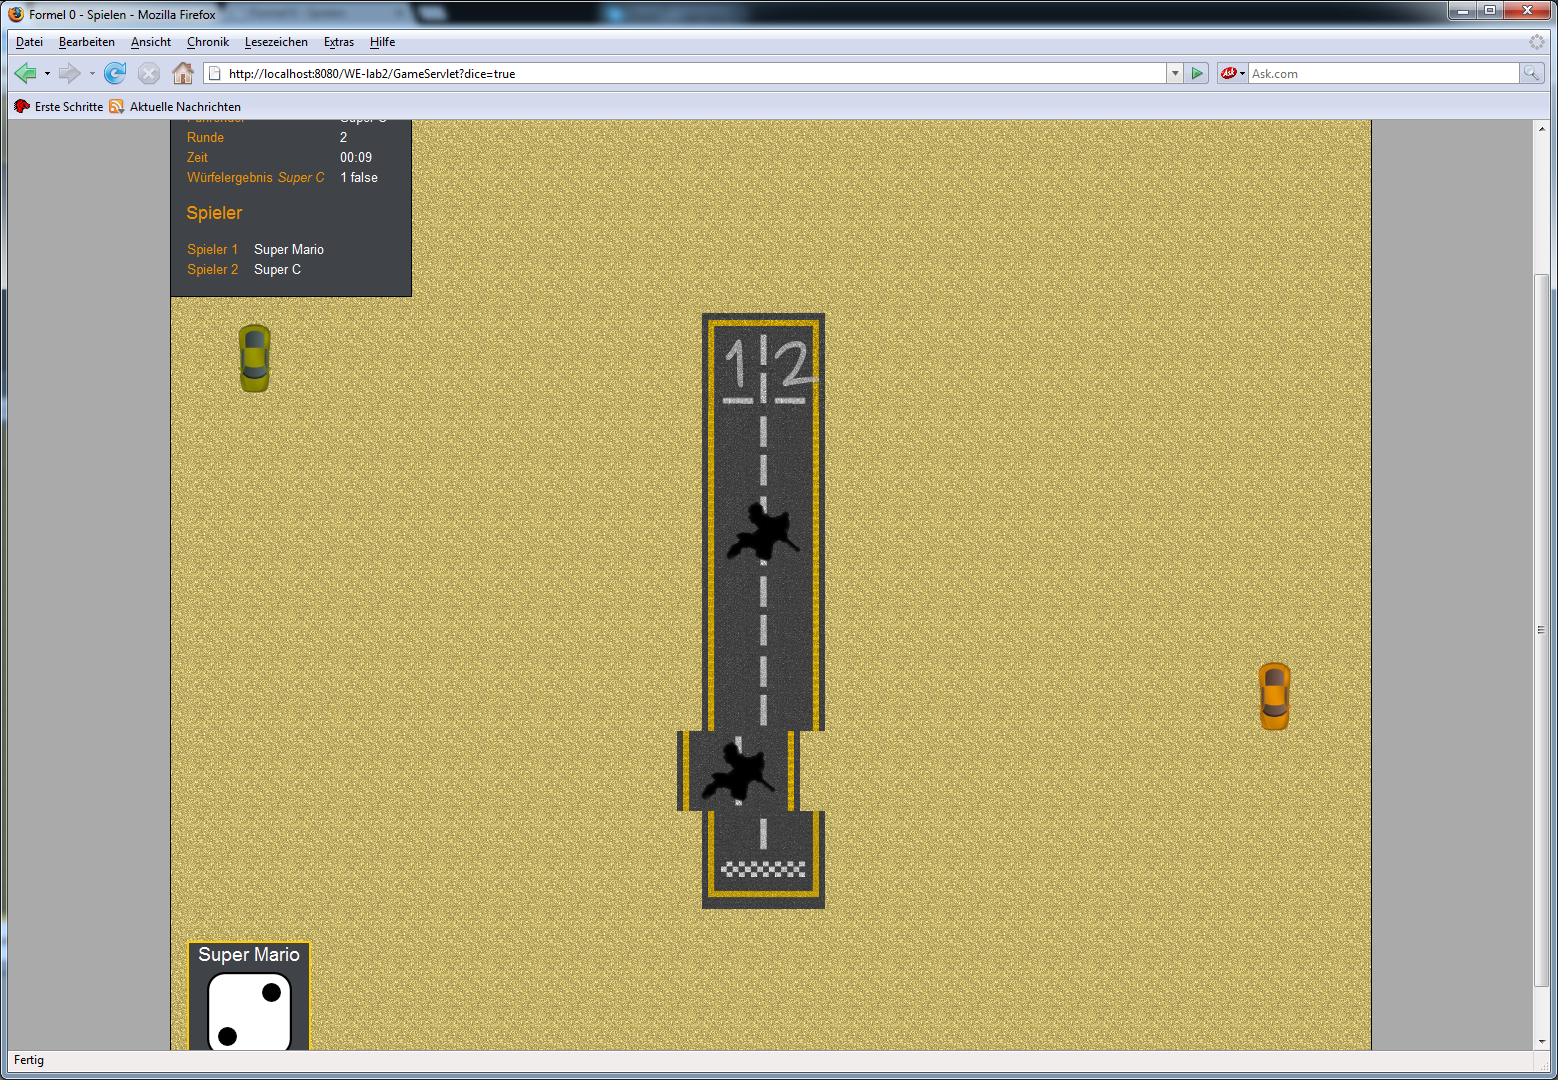 Formel 0 - Spielen - Mozilla Firefox
Datei Bearbeiten Ansicht Chronik Lesezeichen Extras Hilfe
http://localhost:8080/WE-lab2/GameServlet?dice=true
Ask Ask.com
Erste Schritte Aktuelle Nachrichten
Runde 2
Zeit 00:09
Würfelergebnis Super C 1 false
Spieler
Spieler 1 Super Mario
Spieler 2 Super C
1 2
Super Mario
Fertig